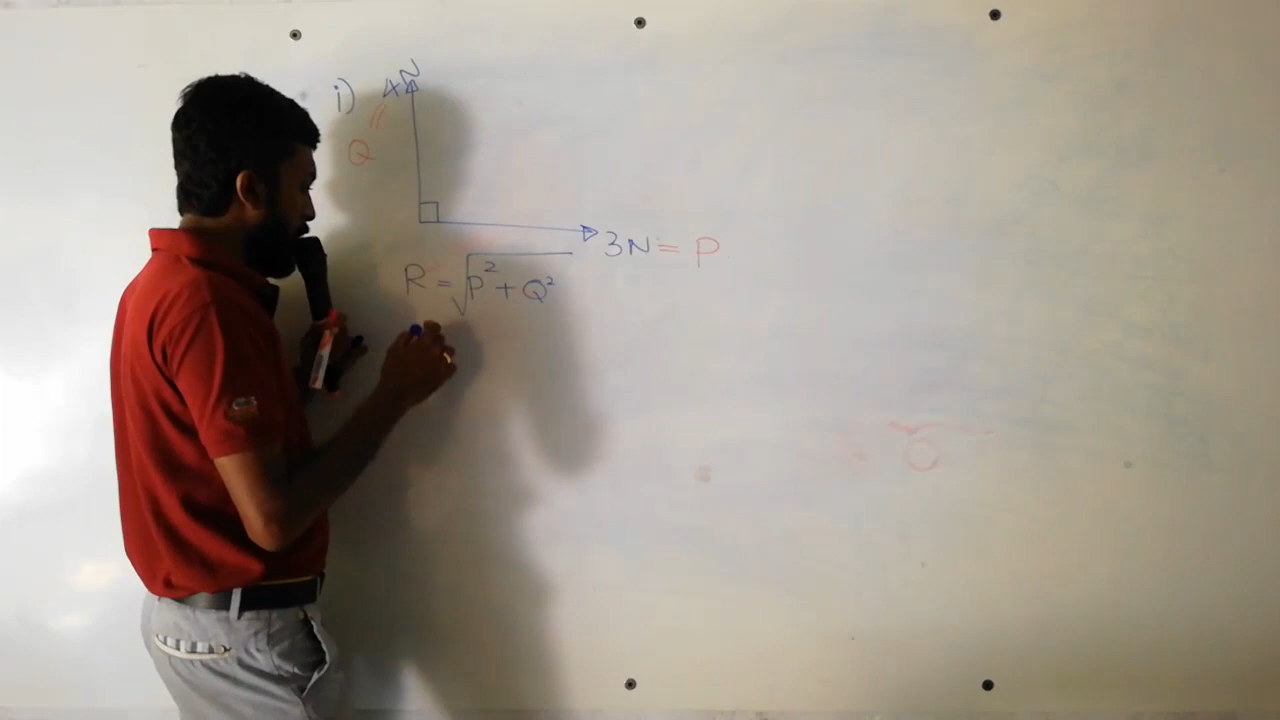 i) 4N
Q
3N = P
R = √P²+Q²